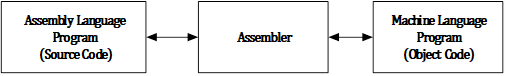 Assembly Language
Program
(Source Code)
Assembler
Machine Language
Program
(Object Code)